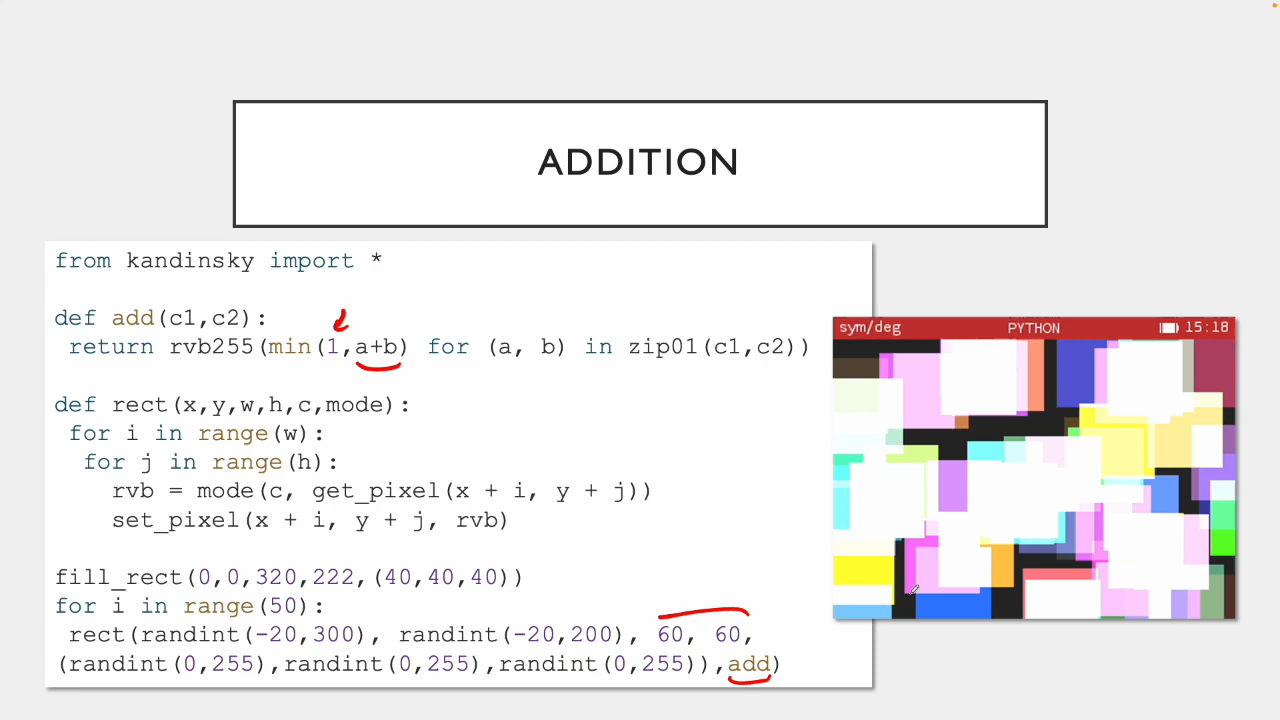 ADDITION
from kandinsky import *
def add(c1,c2):
 return rvb255(min(1,a+b) for (a, b) in zip01(c1,c2))
def rect(x,y,w,h,c,mode):
 for i in range(w):
  for j in range(h):
    rvb = mode(c, get_pixel(x + i, y + j))
    set_pixel(x + i, y + j, rvb)
fill_rect(0,0,320,222,(40,40,40))
for i in range(50):
 rect(randint(-20,300), randint(-20,200), 60, 60,
(randint(0,255),randint(0,255),randint(0,255)),add)
sym/deg PYTHON 15:18